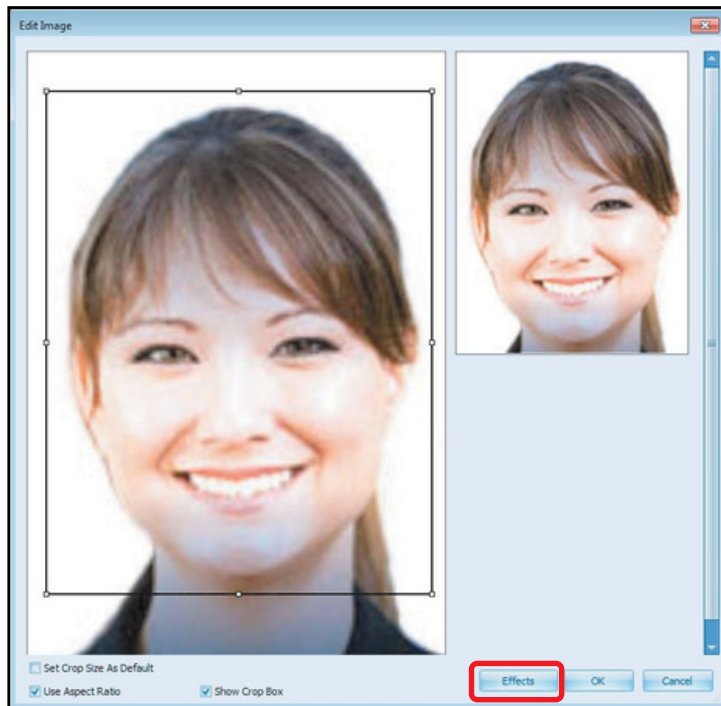 Edit Image
Set Crop Size As Default
Use Aspect Ratio
Show Crop Box
Effects
OK
Cancel